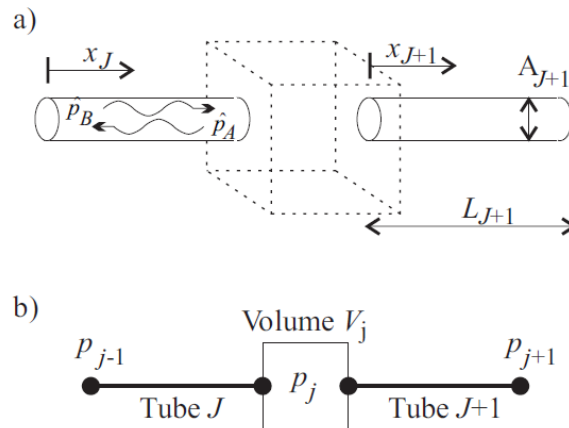 a)
x_J
x_{J+1}
A_{J+1}
p̂_B
p̂_A
L_{J+1}
b)
Volume V_j
p_{j-1}
p_j
p_{j+1}
Tube J
Tube J+1